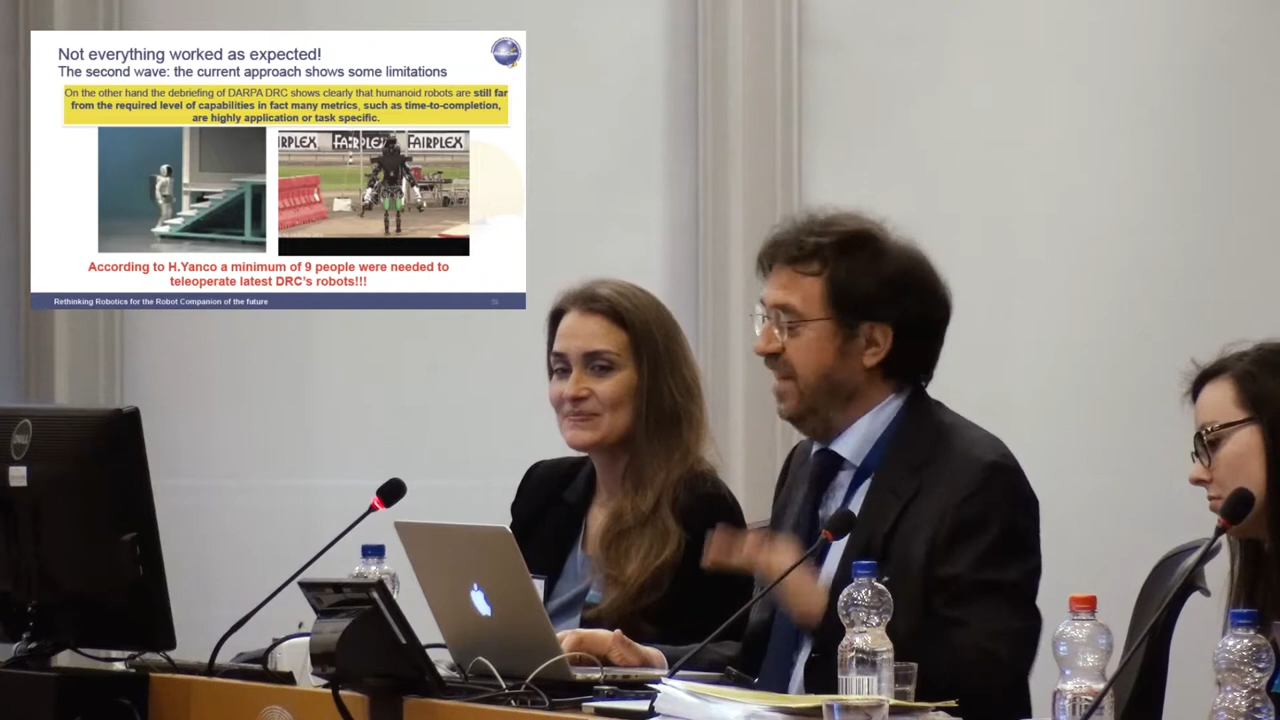 Not everything worked as expected!
The second wave: the current approach shows some limitations
On the other hand the debriefing of DARPA DRC shows clearly that humanoid robots are still far
from the required level of capabilities in fact many metrics, such as time-to-completion,
are highly application or task specific.
RPLEX FAIRPLEX FAIRPLEX
According to H.Yanco a minimum of 9 people were needed to
teleoperate latest DRC's robots!!!
Rethinking Robotics for the Robot Companion of the future
DELL